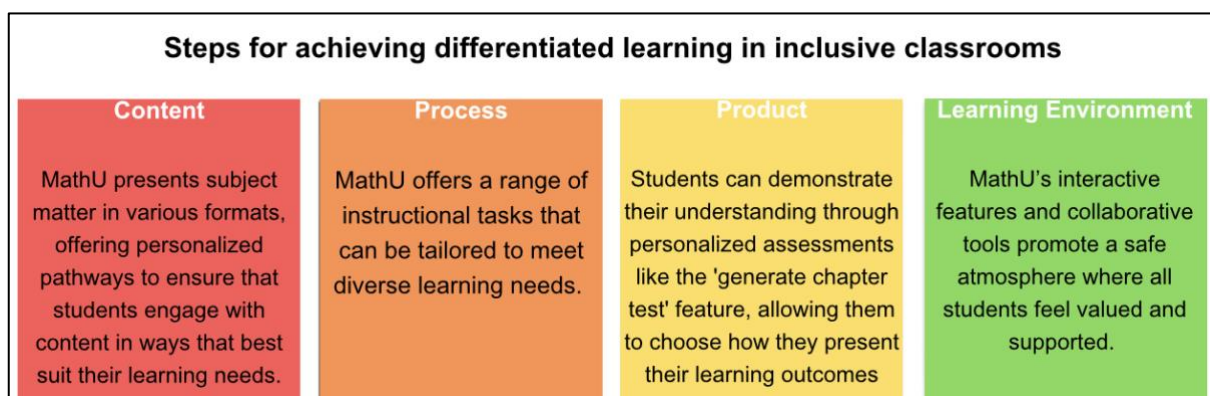 Steps for achieving differentiated learning in inclusive classrooms
Content
MathU presents subject
matter in various formats,
offering personalized
pathways to ensure that
students engage with
content in ways that best
suit their learning needs.
Process
MathU offers a range of
instructional tasks that
can be tailored to meet
diverse learning needs.
Product
Students can demonstrate
their understanding through
personalized assessments
like the 'generate chapter
test' feature, allowing them
to choose how they present
their learning outcomes
Learning Environment
MathU's interactive
features and collaborative
tools promote a safe
atmosphere where all
students feel valued and
supported.